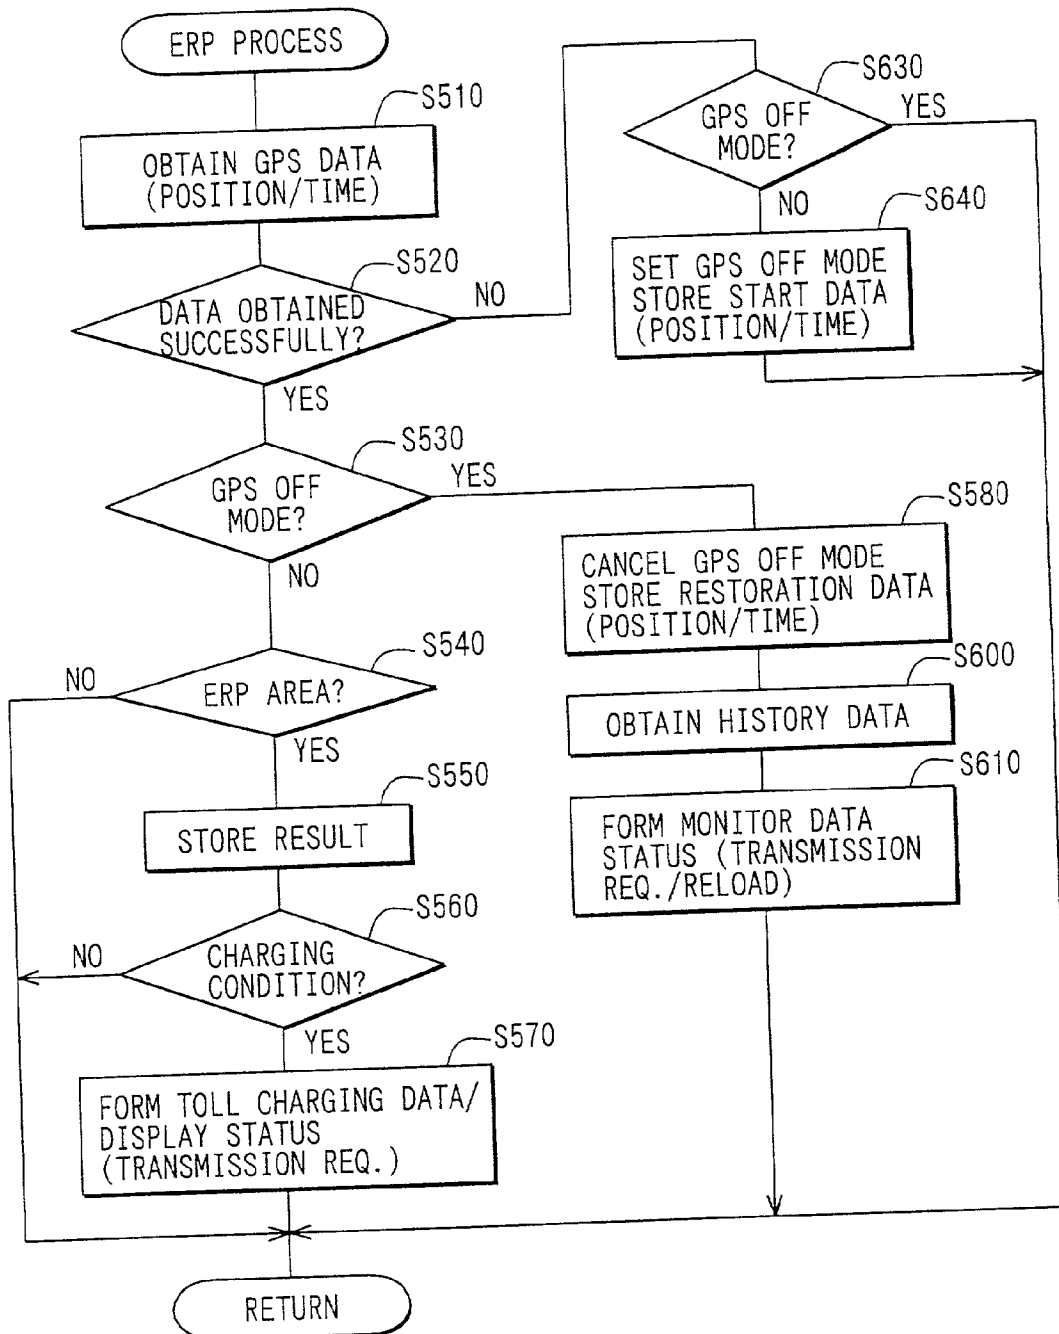 ERP PROCESS
S510
OBTAIN GPS DATA
(POSITION/TIME)
S520
DATA OBTAINED
SUCCESSFULLY?
NO
YES
S630
GPS OFF
MODE?
YES
NO
S640
SET GPS OFF MODE
STORE START DATA
(POSITION/TIME)
S530
GPS OFF
MODE?
YES
NO
S580
CANCEL GPS OFF MODE
STORE RESTORATION DATA
(POSITION/TIME)
S540
ERP AREA?
NO
YES
S600
OBTAIN HISTORY DATA
S550
STORE RESULT
S610
FORM MONITOR DATA
STATUS (TRANSMISSION
REQ./RELOAD)
S560
CHARGING
CONDITION?
NO
YES
S570
FORM TOLL CHARGING DATA/
DISPLAY STATUS
(TRANSMISSION REQ.)
RETURN